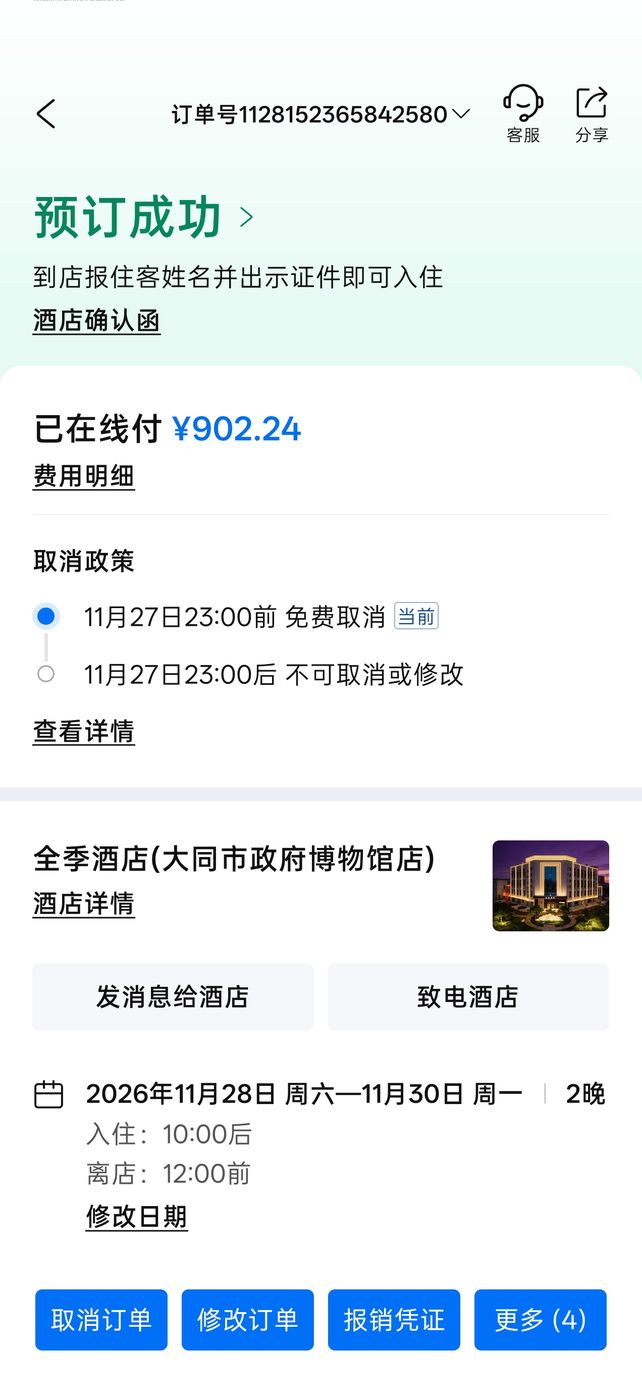 订单号1128152365842580
客服
分享
预订成功
到店报住客姓名并出示证件即可入住
酒店确认函
已在线付 ¥902.24
费用明细
取消政策
11月27日23:00前 免费取消 当前
11月27日23:00后 不可取消或修改
查看详情
全季酒店(大同市政府博物馆店)
酒店详情
发消息给酒店
致电酒店
2026年11月28日 周六—11月30日 周一 2晚
入住：10:00后
离店：12:00前
修改日期
取消订单
修改订单
报销凭证
更多 (4)